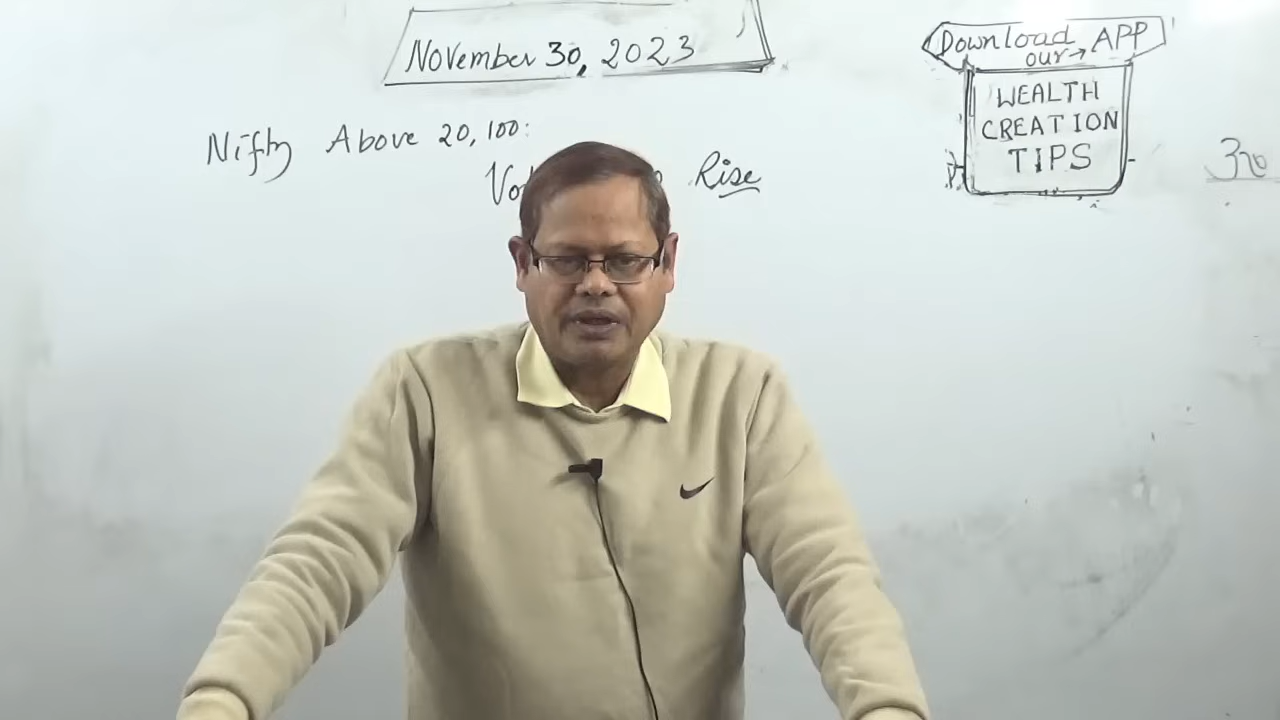 November 30, 2023
Download
our → APP
WEALTH
CREATION
TIPS
Nifty Above 20,100:
Rise